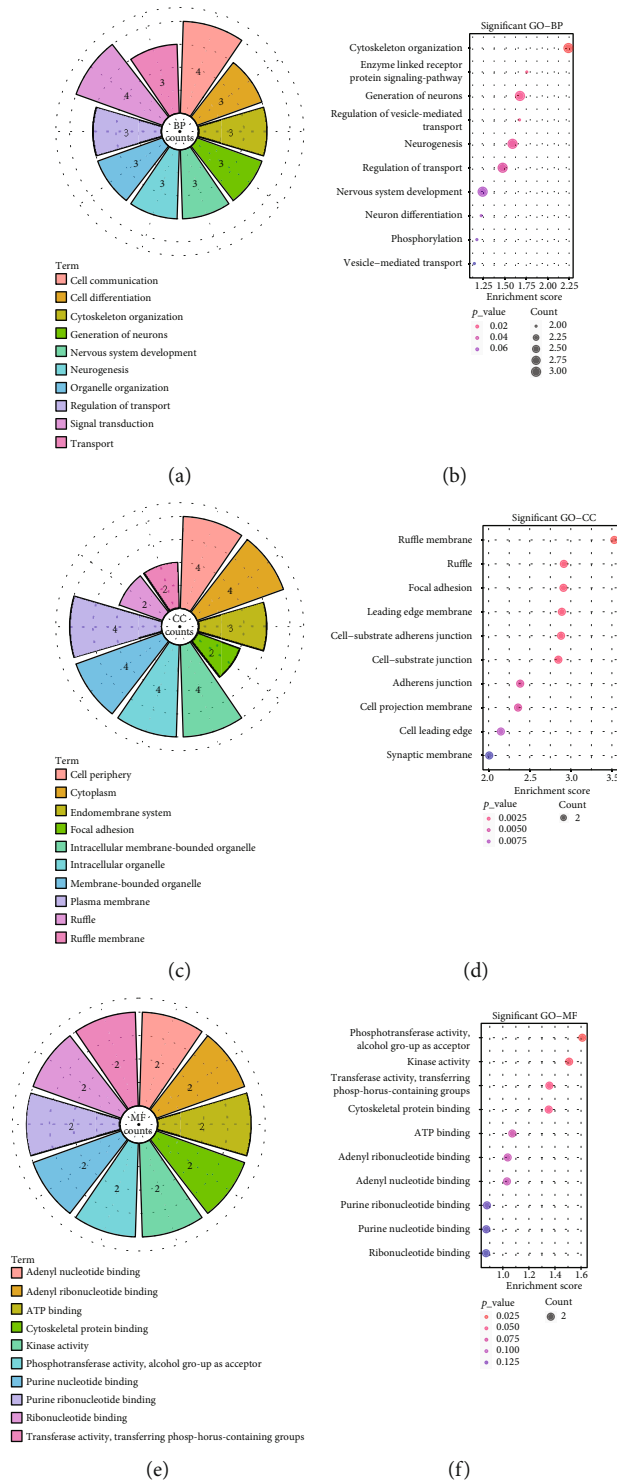 4
3
3
3
3
3
3
3
4
3
BP
counts
Term
Cell communication
Cell differentiation
Cytoskeleton organization
Generation of neurons
Nervous system development
Neurogenesis
Organelle organization
Regulation of transport
Signal transduction
Transport
(a)
Significant GO–BP
Cytoskeleton organization
Enzyme linked receptor
protein signaling-pathway
Generation of neurons
Regulation of vesicle-mediated
transport
Neurogenesis
Regulation of transport
Nervous system development
Neuron differentiation
Phosphorylation
Vesicle–mediated transport
1.25 1.50 1.75 2.00 2.25
Enrichment score
p_value
0.02
0.04
0.06
Count
2.00
2.25
2.50
2.75
3.00
(b)
4
4
3
2
4
4
4
4
2
2
CC
counts
Term
Cell periphery
Cytoplasm
Endomembrane system
Focal adhesion
Intracellular membrane-bounded organelle
Intracellular organelle
Membrane-bounded organelle
Plasma membrane
Ruffle
Ruffle membrane
(c)
Significant GO–CC
Ruffle membrane
Ruffle
Focal adhesion
Leading edge membrane
Cell–substrate adherens junction
Cell–substrate junction
Adherens junction
Cell projection membrane
Cell leading edge
Synaptic membrane
2.0 2.5 3.0 3.5
Enrichment score
p_value
0.0025
0.0050
0.0075
Count
2
(d)
2
2
2
2
2
2
2
2
2
2
MF
counts
Term
Adenyl nucleotide binding
Adenyl ribonucleotide binding
ATP binding
Cytoskeletal protein binding
Kinase activity
Phosphotransferase activity, alcohol gro-up as acceptor
Purine nucleotide binding
Purine ribonucleotide binding
Ribonucleotide binding
Transferase activity, transferring phosp-horus-containing groups
(e)
Significant GO–MF
Phosphotransferase activity,
alcohol gro-up as acceptor
Kinase activity
Transferase activity, transferring
phosp-horus-containing groups
Cytoskeletal protein binding
ATP binding
Adenyl ribonucleotide binding
Adenyl nucleotide binding
Purine ribonucleotide binding
Purine nucleotide binding
Ribonucleotide binding
1.0 1.2 1.4 1.6
Enrichment score
p_value
0.025
0.050
0.075
0.100
0.125
Count
2
(f)